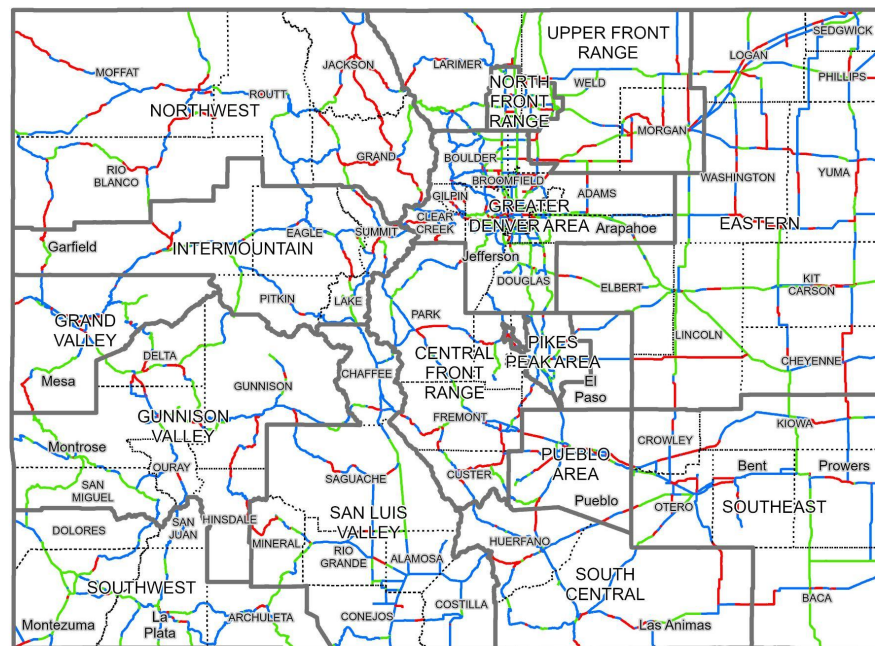 UPPER FRONT
RANGE
SEDGWICK
LOGAN
JACKSON
LARIMER
MOFFAT
PHILLIPS
NORTH
FRONT
RANGE
WELD
ROUTT
NORTHWEST
MORGAN
GRAND
BOULDER
RIO
BLANCO
BROOMFIELD
ADAMS
WASHINGTON
YUMA
GILPIN
GREATER
DENVER AREA
CLEAR
CREEK
EAGLE
SUMMIT
Arapahoe
EASTERN
Garfield
INTERMOUNTAIN
Jefferson
DOUGLAS
ELBERT
KIT
CARSON
PITKIN
LAKE
PARK
GRAND
VALLEY
LINCOLN
DELTA
PIKES
PEAK AREA
CENTRAL
FRONT
RANGE
CHEYENNE
Mesa
GUNNISON
CHAFFEE
El
Paso
GUNNISON
VALLEY
FREMONT
KIOWA
Montrose
CROWLEY
OURAY
PUEBLO
AREA
Bent
Prowers
SAGUACHE
CUSTER
SAN
MIGUEL
Pueblo
OTERO
SOUTHEAST
SAN LUIS
VALLEY
DOLORES
SAN
JUAN
HINSDALE
MINERAL
HUERFANO
RIO
GRANDE
ALAMOSA
SOUTH
CENTRAL
SOUTHWEST
BACA
COSTILLA
Montezuma
La
Plata
ARCHULETA
CONEJOS
Las Animas